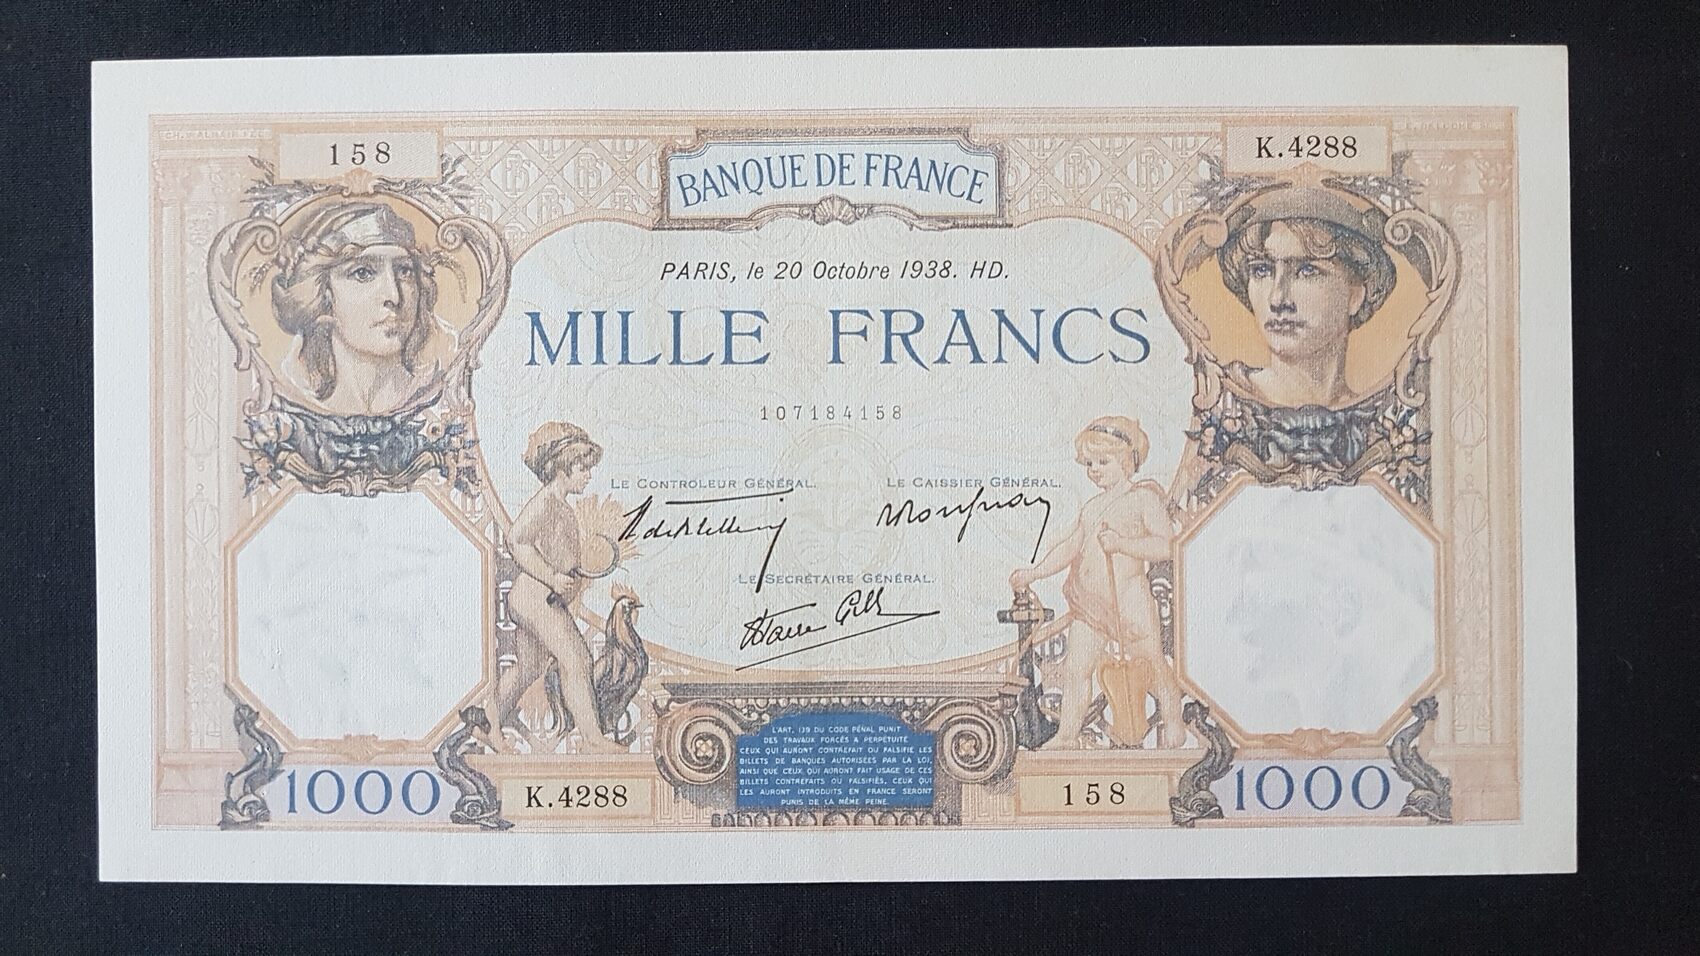 158
K.4288
BANQUE DE FRANCE
PARIS, le 20 Octobre 1938. HD.
MILLE FRANCS
107184158
LE CONTROLEUR GÉNÉRAL.
LE CAISSIER GÉNÉRAL.
LE SECRÉTAIRE GÉNÉRAL.
L'ART. 139 DU CODE PÉNAL PUNIT
DES TRAVAUX FORCÉS À PERPÉTUITÉ
CEUX QUI AURONT CONTREFAIT OU FALSIFIÉ LES
BILLETS DE BANQUES AUTORISÉES PAR LA LOI,
AINSI QUE CEUX QUI AURONT FAIT USAGE DE CES
BILLETS CONTREFAITS OU FALSIFIÉS, CEUX QUI
LES AURONT INTRODUITS EN FRANCE SERONT
PUNIS DE LA MÊME PEINE.
1000
K.4288
158
1000